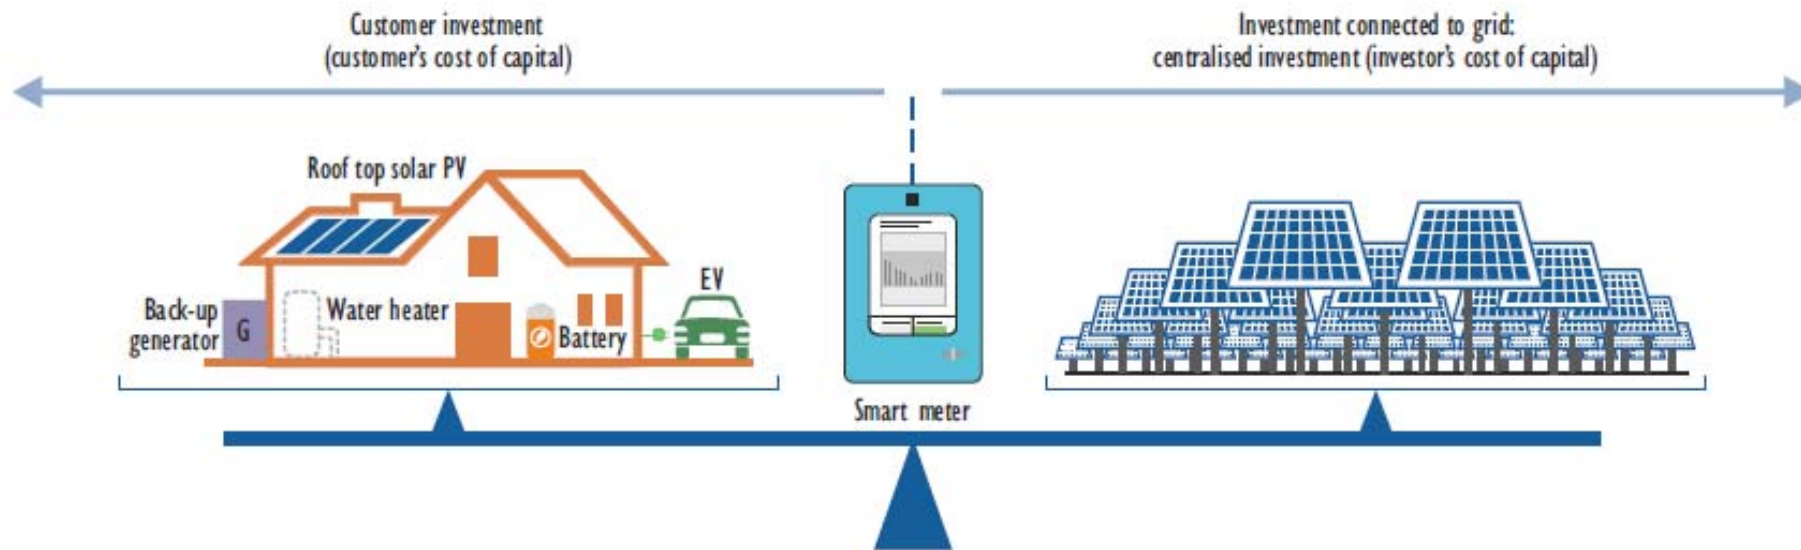 Customer investment
(customer's cost of capital)
Investment connected to grid:
centralised investment (investor's cost of capital)
Roof top solar PV
Back-up
generator
G
Water heater
Battery
EV
Smart meter